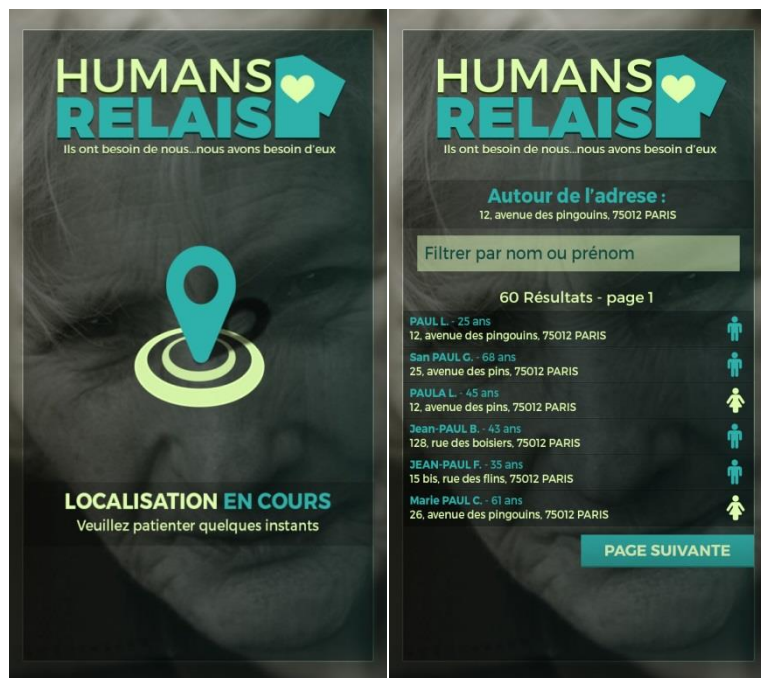 HUMANS
RELAIS
Ils ont besoin de nous...nous avons besoin d'eux
LOCALISATION EN COURS
Veuillez patienter quelques instants
HUMANS
RELAIS
Ils ont besoin de nous...nous avons besoin d'eux
Autour de l'adrese :
12, avenue des pingouins, 75012 PARIS
Filtrer par nom ou prénom
60 Résultats - page 1
PAUL L. - 25 ans
12, avenue des pingouins, 75012 PARIS
San PAUL G. - 68 ans
25, avenue des pins, 75012 PARIS
PAULA L. - 45 ans
12, avenue des pins, 75012 PARIS
Jean-PAUL B. - 43 ans
128, rue des boisiers, 75012 PARIS
JEAN-PAUL F. - 35 ans
15 bis, rue des flins, 75012 PARIS
Marie PAUL C. - 61 ans
26, avenue des pingouins, 75012 PARIS
PAGE SUIVANTE